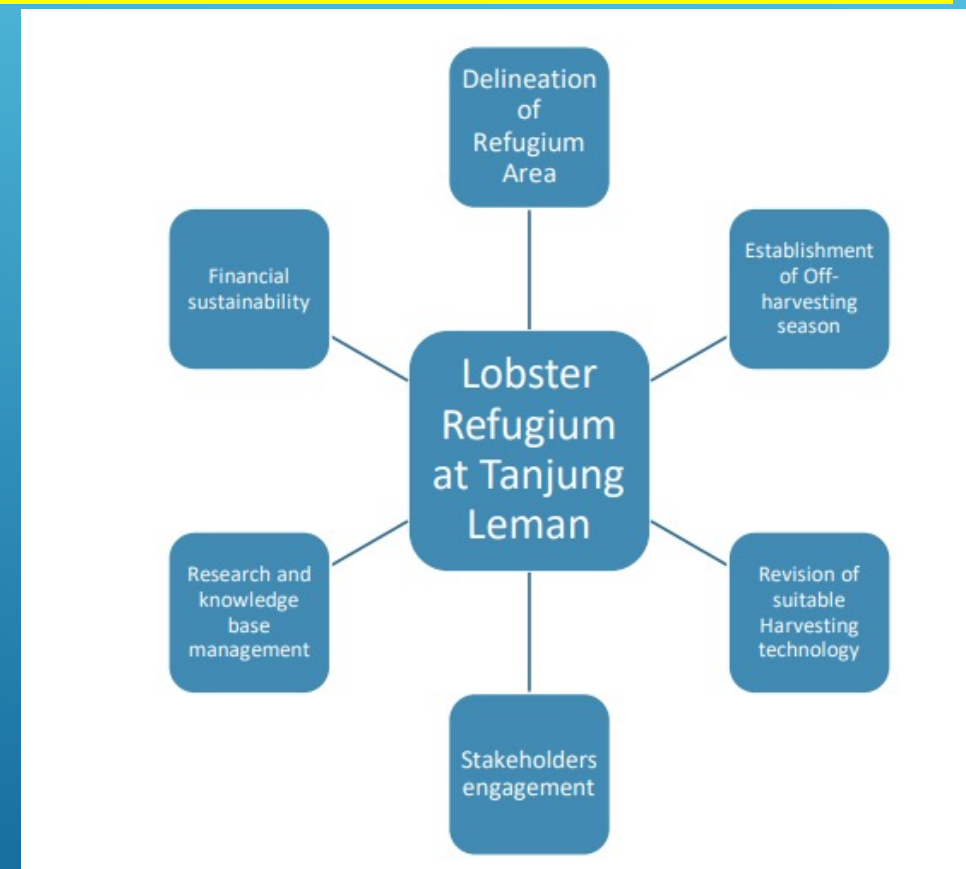 Delineation
of
Refugium
Area
Establishment
of Off-
harvesting
season
Financial
sustainability
Lobster
Refugium
at Tanjung
Leman
Research and
knowledge
base
management
Revision of
suitable
Harvesting
technology
Stakeholders
engagement